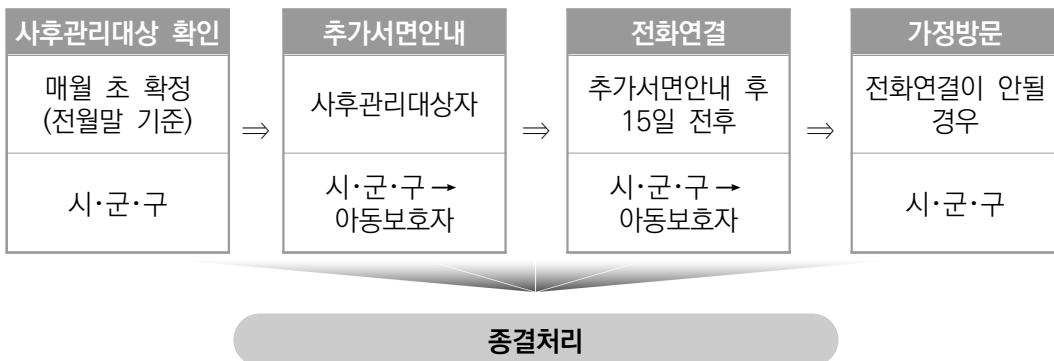 사후관리대상 확인
매월 초 확정
(전월말 기준)
시·군·구
⇒
추가서면안내
사후관리대상자
시·군·구 →
아동보호자
⇒
전화연결
추가서면안내 후
15일 전후
시·군·구 →
아동보호자
⇒
가정방문
전화연결이 안될
경우
시·군·구
종결처리